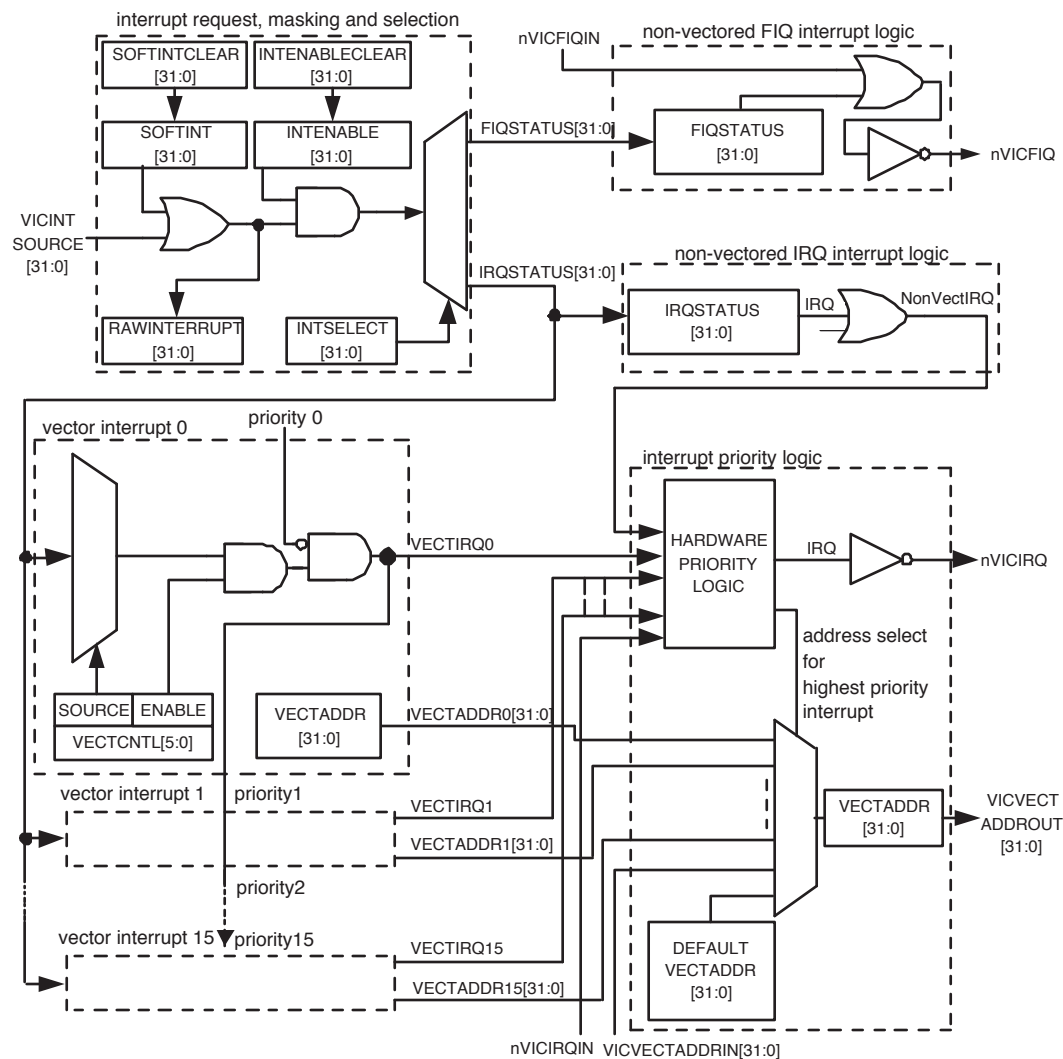 interrupt request, masking and selection
SOFTINTCLEAR
[31:0]
INTENABLECLEAR
[31:0]
SOFTINT
[31:0]
INTENABLE
[31:0]
VICINT
SOURCE
[31:0]
RAWINTERRUPT
[31:0]
INTSELECT
[31:0]
FIQSTATUS[31:0]
IRQSTATUS[31:0]
nVICFIQIN
non-vectored FIQ interrupt logic
FIQSTATUS
[31:0]
nVICFIQ
non-vectored IRQ interrupt logic
IRQSTATUS
[31:0]
IRQ
NonVectIRQ
vector interrupt 0
priority 0
VECTIRQ0
SOURCE
ENABLE
VECTCNTL[5:0]
VECTADDR
[31:0]
VECTADDR0[31:0]
interrupt priority logic
HARDWARE
PRIORITY
LOGIC
IRQ
nVICIRQ
address select
for
highest priority
interrupt
vector interrupt 1
priority1
VECTIRQ1
VECTADDR1[31:0]
priority2
VECTADDR
[31:0]
VICVECT
ADDROUT
[31:0]
vector interrupt 15
priority15
VECTIRQ15
VECTADDR15[31:0]
DEFAULT
VECTADDR
[31:0]
nVICIRQIN
VICVECTADDRIN[31:0]